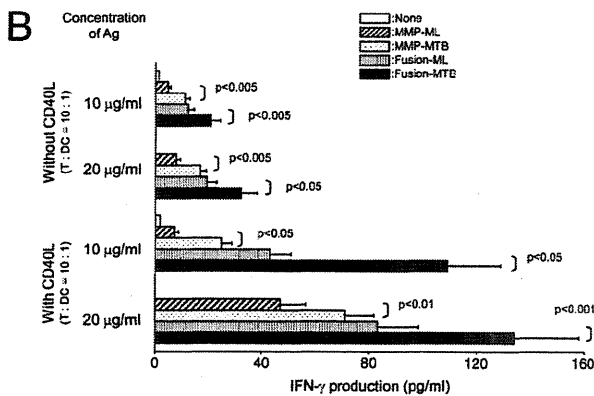 B
Concentration
of Ag
:None
:MMP-ML
:MMP-MTB
:Fusion-ML
:Fusion-MTB
Without CD40L
(T : DC = 10 : 1)
10 μg/ml
p<0.005
p<0.005
20 μg/ml
p<0.005
p<0.05
With CD40L
(T : DC = 10 : 1)
10 μg/ml
p<0.05
p<0.05
20 μg/ml
p<0.01
p<0.001
0
40
80
120
160
IFN-γ production (pg/ml)